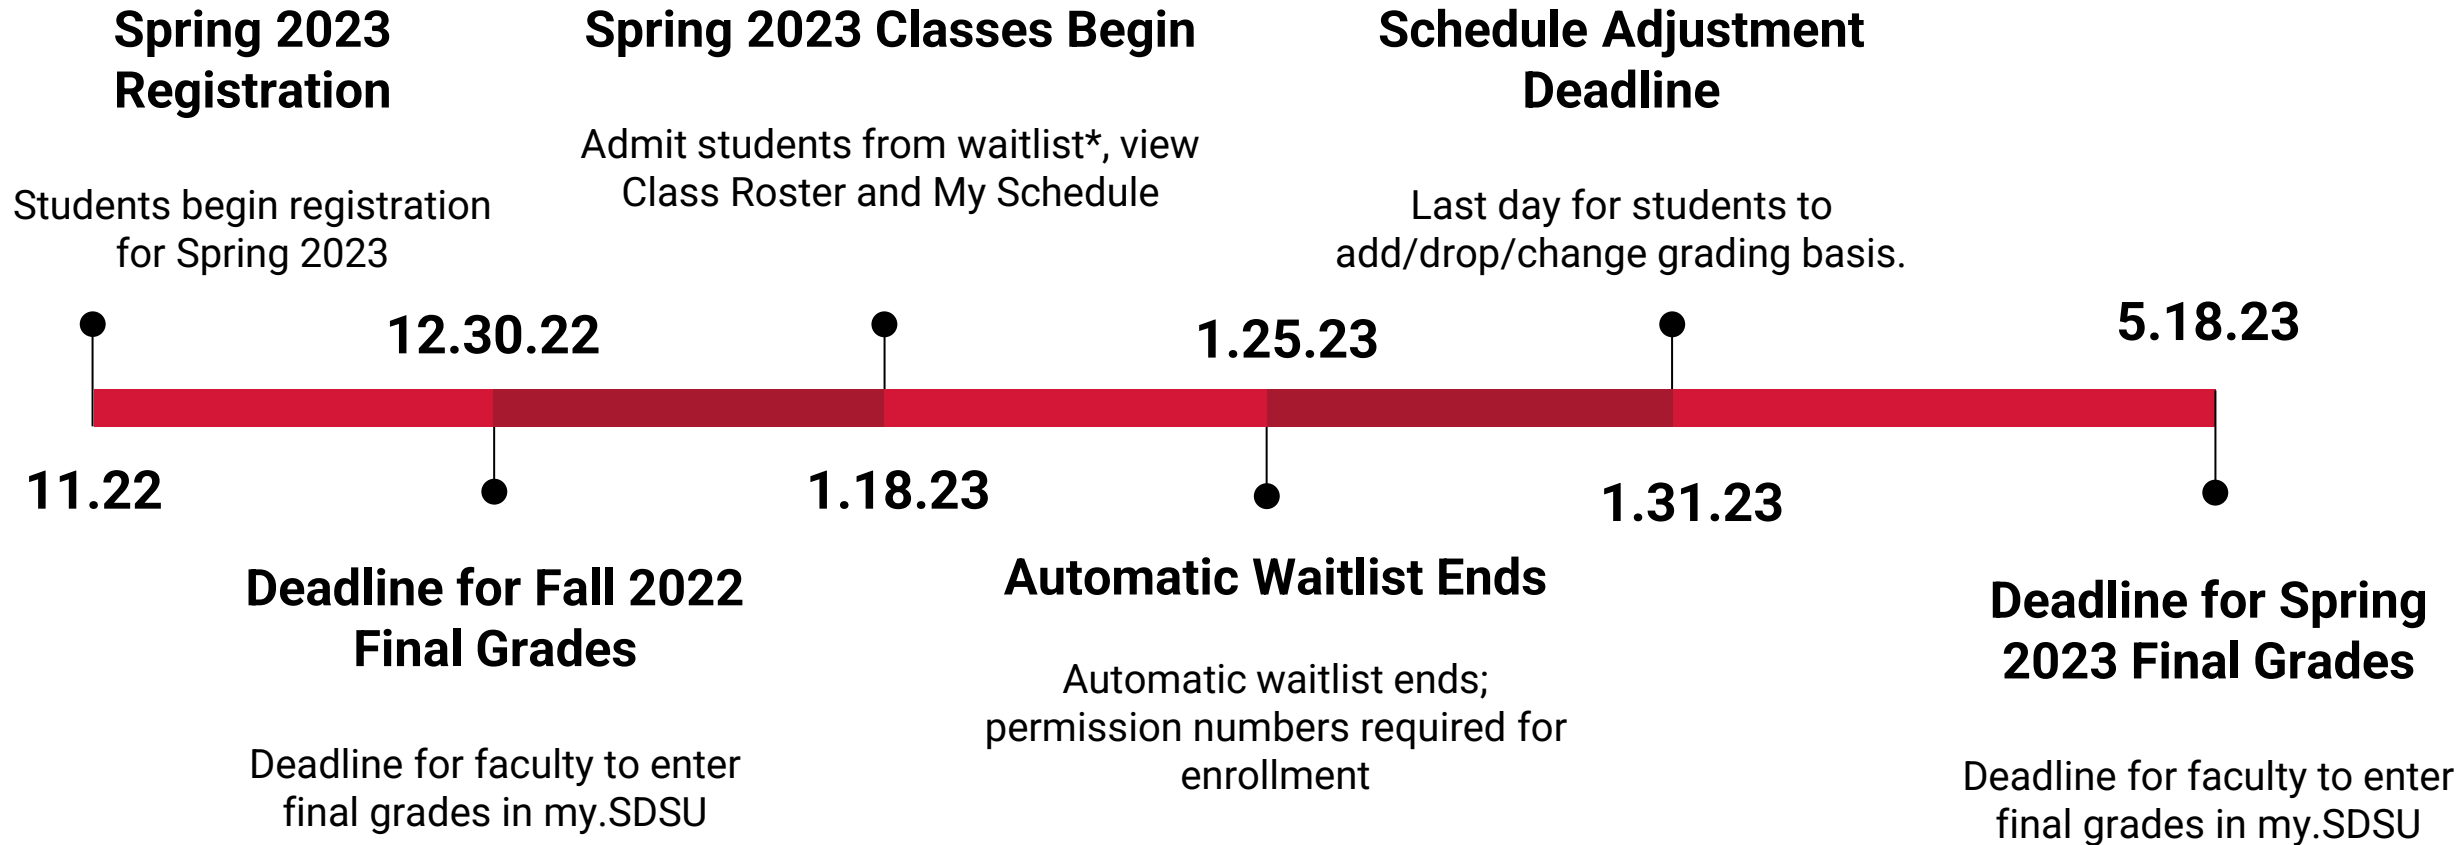 Spring 2023
Registration
Students begin registration
for Spring 2023
Spring 2023 Classes Begin
Admit students from waitlist*, view
Class Roster and My Schedule
Schedule Adjustment
Deadline
Last day for students to
add/drop/change grading basis.
12.30.22
1.25.23
5.18.23
11.22
1.18.23
1.31.23
Deadline for Fall 2022
Final Grades
Deadline for faculty to enter
final grades in my.SDSU
Automatic Waitlist Ends
Automatic waitlist ends;
permission numbers required for
enrollment
Deadline for Spring
2023 Final Grades
Deadline for faculty to enter
final grades in my.SDSU